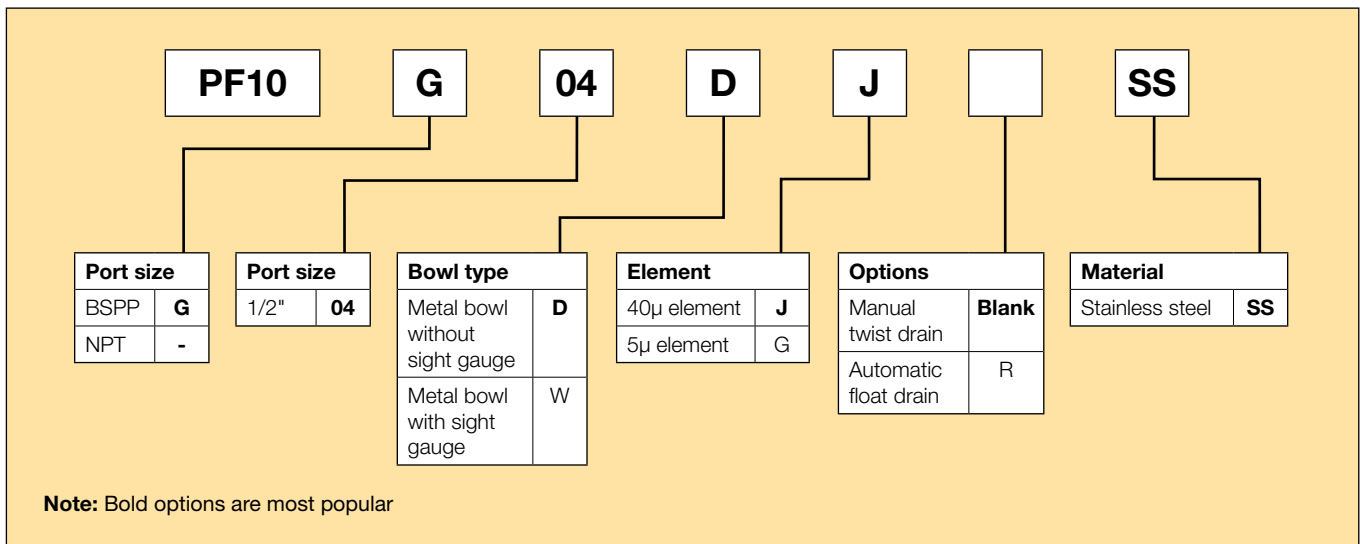 PF10 G 04 D J SS
Port size
BSPP G
NPT -
Port size
1/2" 04
Bowl type
Metal bowl D
without
sight gauge
Metal bowl W
with sight
gauge
Element
40µ element J
5µ element G
Options
Manual Blank
twist drain
Automatic R
float drain
Material
Stainless steel SS
Note: Bold options are most popular